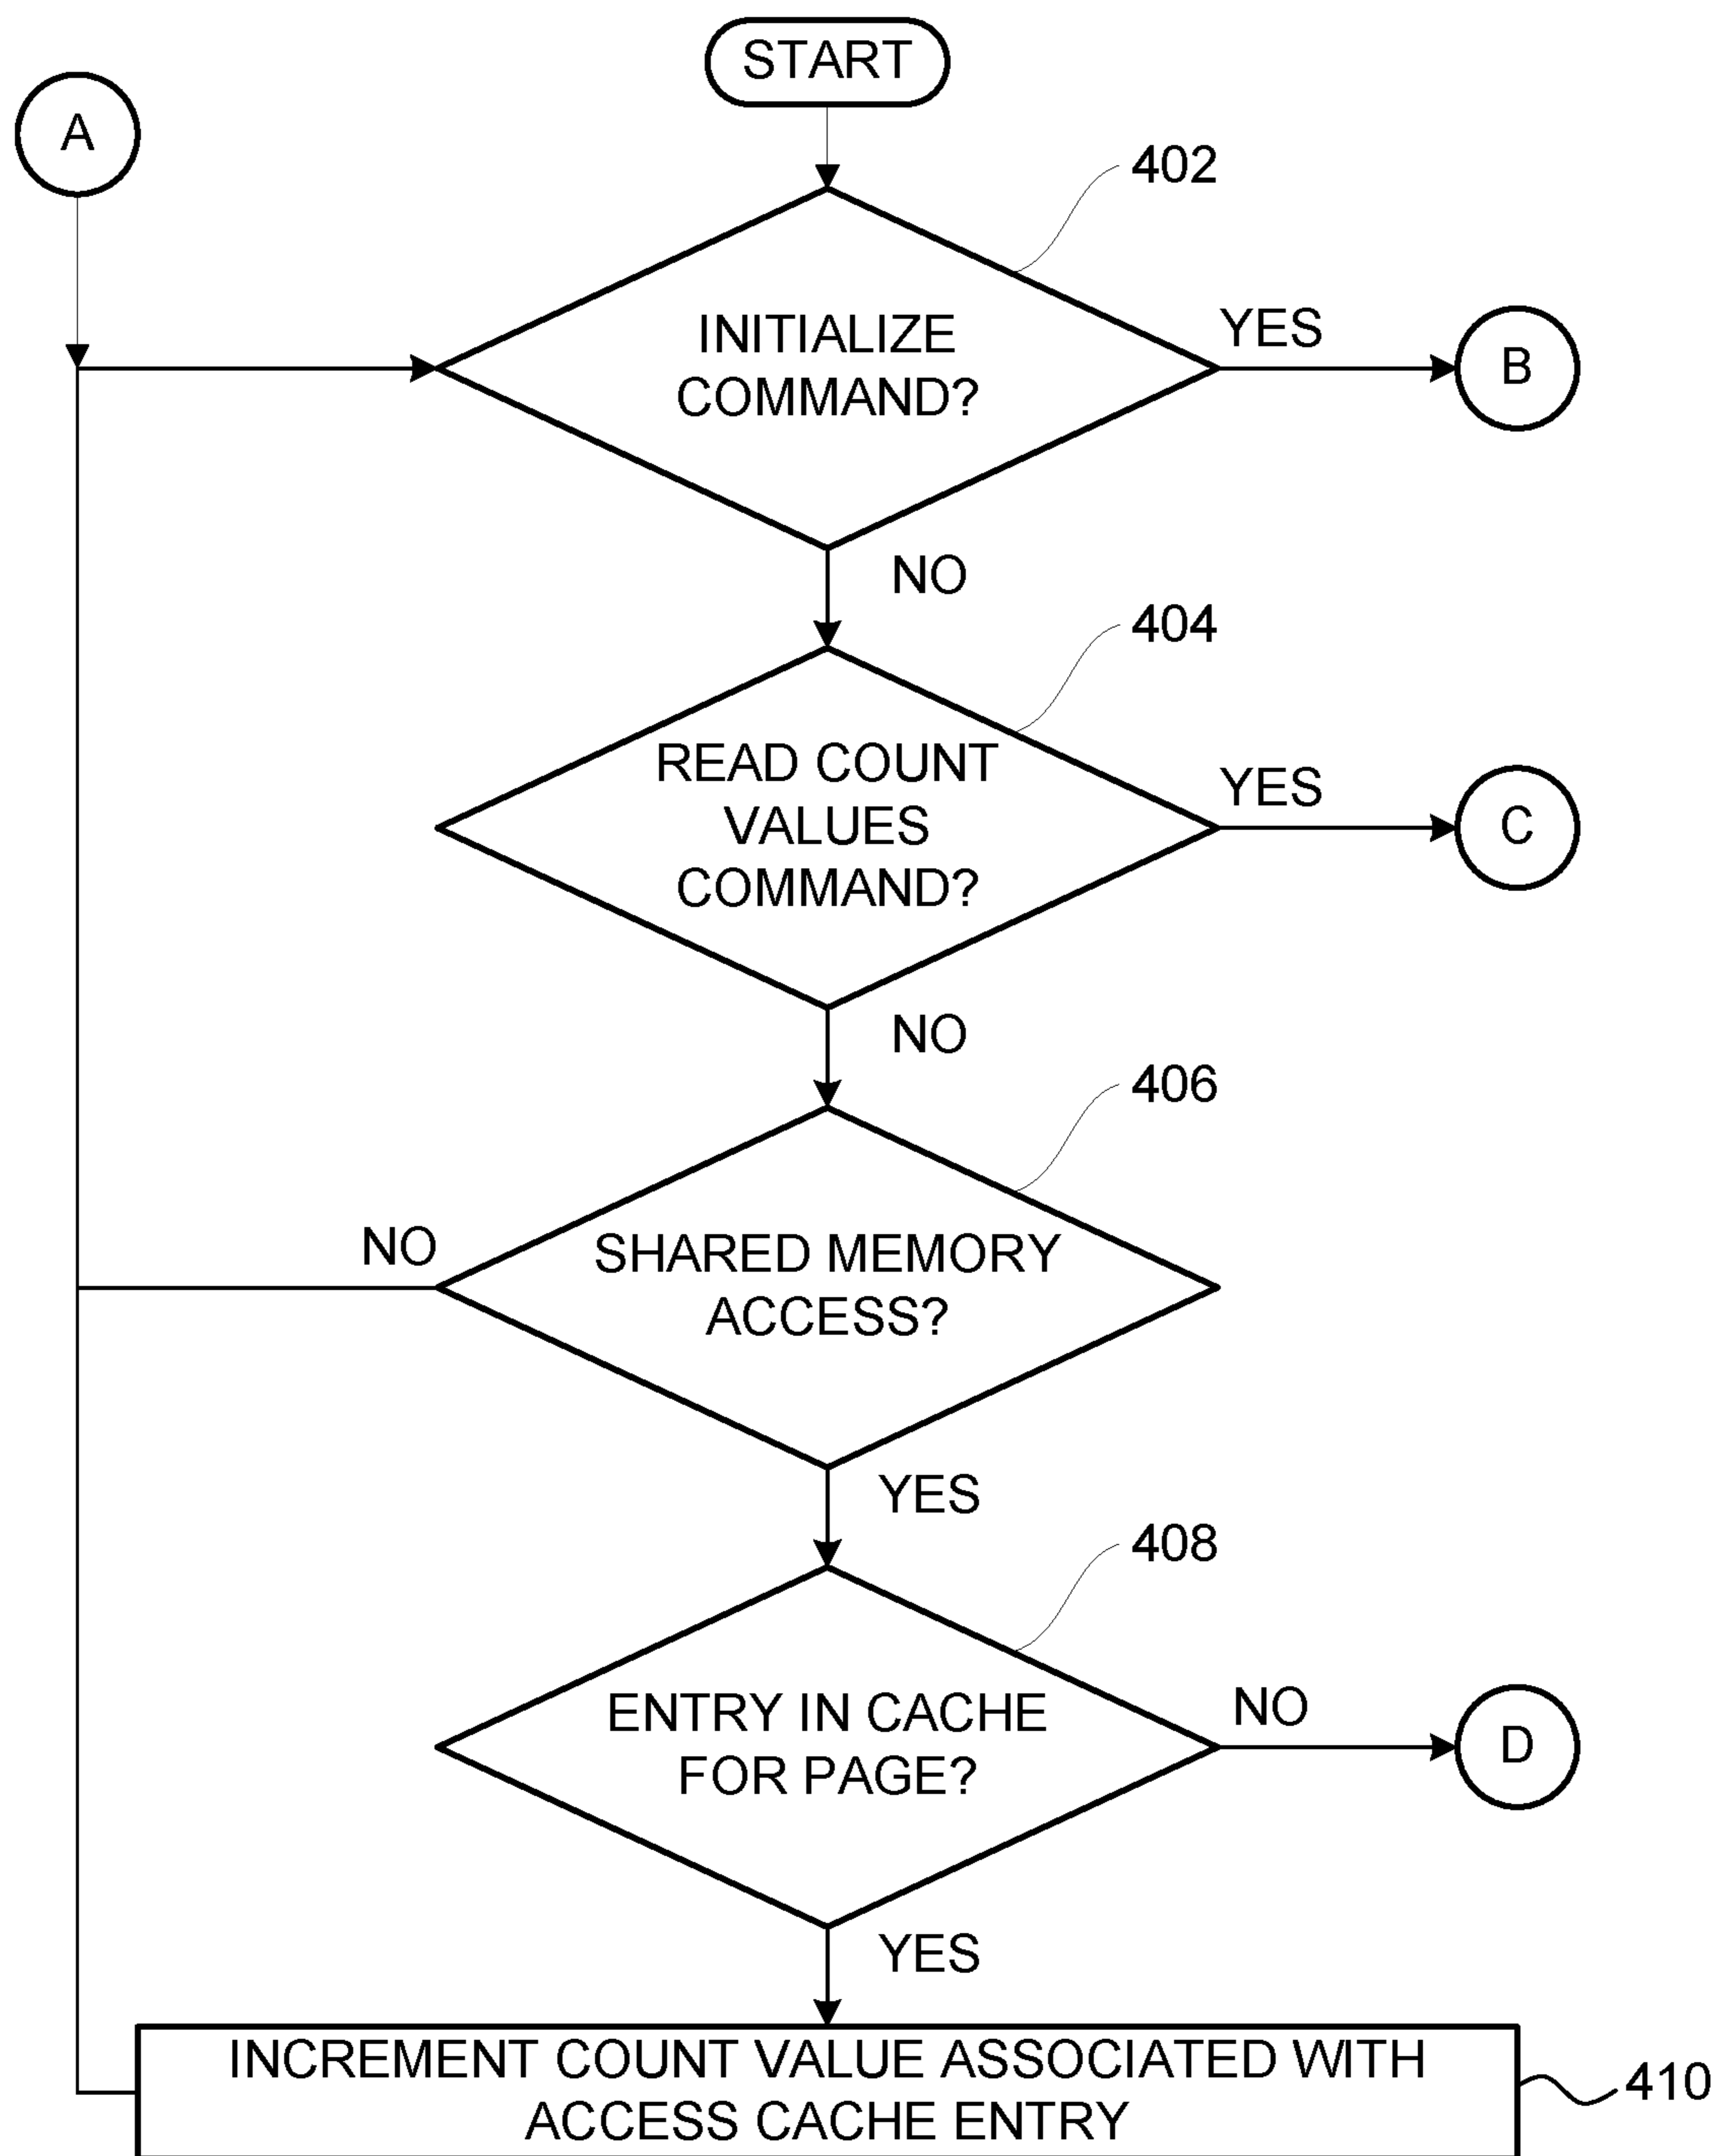 START
A
402
INITIALIZE
COMMAND?
YES
B
NO
404
READ COUNT
VALUES
COMMAND?
YES
C
NO
406
NO
SHARED MEMORY
ACCESS?
YES
408
ENTRY IN CACHE
FOR PAGE?
NO
D
YES
INCREMENT COUNT VALUE ASSOCIATED WITH
ACCESS CACHE ENTRY
410